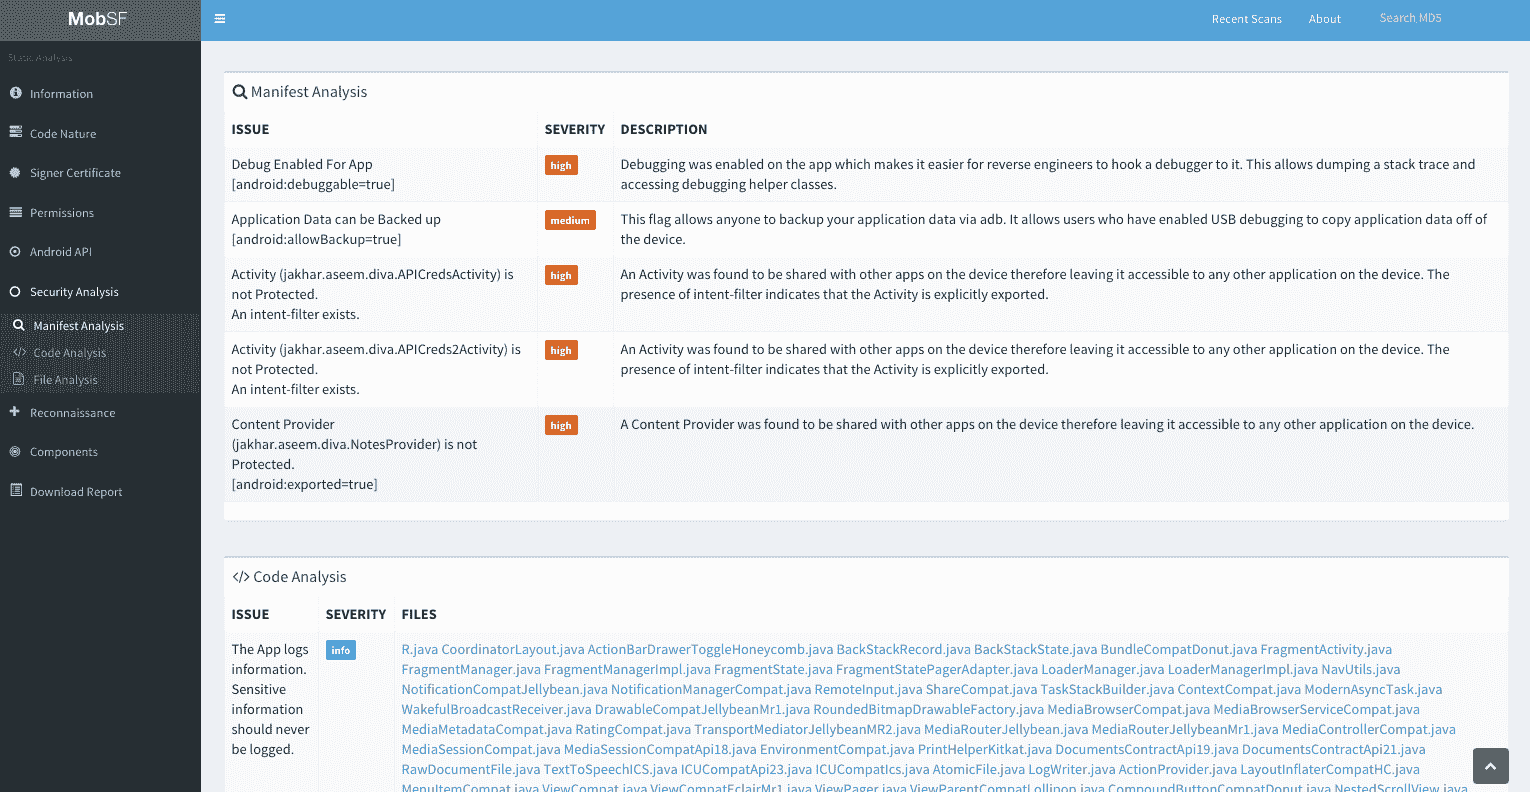 MobSF
Recent Scans
About
Search MD5
Static Analysis
Information
Code Nature
Signer Certificate
Permissions
Android API
Security Analysis
Manifest Analysis
Code Analysis
File Analysis
Reconnaissance
Components
Download Report
Manifest Analysis
ISSUE SEVERITY DESCRIPTION
Debug Enabled For App
[android:debuggable=true]
high
Debugging was enabled on the app which makes it easier for reverse engineers to hook a debugger to it. This allows dumping a stack trace and
accessing debugging helper classes.
Application Data can be Backed up
[android:allowBackup=true]
medium
This flag allows anyone to backup your application data via adb. It allows users who have enabled USB debugging to copy application data off of
the device.
Activity (jakhar.aseem.diva.APICredsActivity) is
not Protected.
An intent-filter exists.
high
An Activity was found to be shared with other apps on the device therefore leaving it accessible to any other application on the device. The
presence of intent-filter indicates that the Activity is explicitly exported.
Activity (jakhar.aseem.diva.APICreds2Activity) is
not Protected.
An intent-filter exists.
high
An Activity was found to be shared with other apps on the device therefore leaving it accessible to any other application on the device. The
presence of intent-filter indicates that the Activity is explicitly exported.
Content Provider
(jakhar.aseem.diva.NotesProvider) is not
Protected.
[android:exported=true]
high
A Content Provider was found to be shared with other apps on the device therefore leaving it accessible to any other application on the device.
</> Code Analysis
ISSUE SEVERITY FILES
The App logs
information.
Sensitive
information
should never
be logged.
info
R.java CoordinatorLayout.java ActionBarDrawerToggleHoneycomb.java BackStackRecord.java BackStackState.java BundleCompatDonut.java FragmentActivity.java
FragmentManager.java FragmentManagerImpl.java FragmentState.java FragmentStatePagerAdapter.java LoaderManager.java LoaderManagerImpl.java NavUtils.java
NotificationCompatJellybean.java NotificationManagerCompat.java RemoteInput.java ShareCompat.java TaskStackBuilder.java ContextCompat.java ModernAsyncTask.java
WakefulBroadcastReceiver.java DrawableCompatJellybeanMr1.java RoundedBitmapDrawableFactory.java MediaBrowserCompat.java MediaBrowserServiceCompat.java
MediaMetadataCompat.java RatingCompat.java TransportMediatorJellybeanMR2.java MediaRouterJellybean.java MediaRouterJellybeanMr1.java MediaControllerCompat.java
MediaSessionCompat.java MediaSessionCompatApi18.java EnvironmentCompat.java PrintHelperKitkat.java DocumentsContractApi19.java DocumentsContractApi21.java
RawDocumentFile.java TextToSpeechICS.java ICUCompatApi23.java ICUCompatIcs.java AtomicFile.java LogWriter.java ActionProvider.java LayoutInflaterCompatHC.java
MenuItemCompat.java ViewCompat.java ViewCompatEclairMr1.java ViewPager.java ViewParentCompatLollipop.java CompoundButtonCompatDonut.java NestedScrollView.java